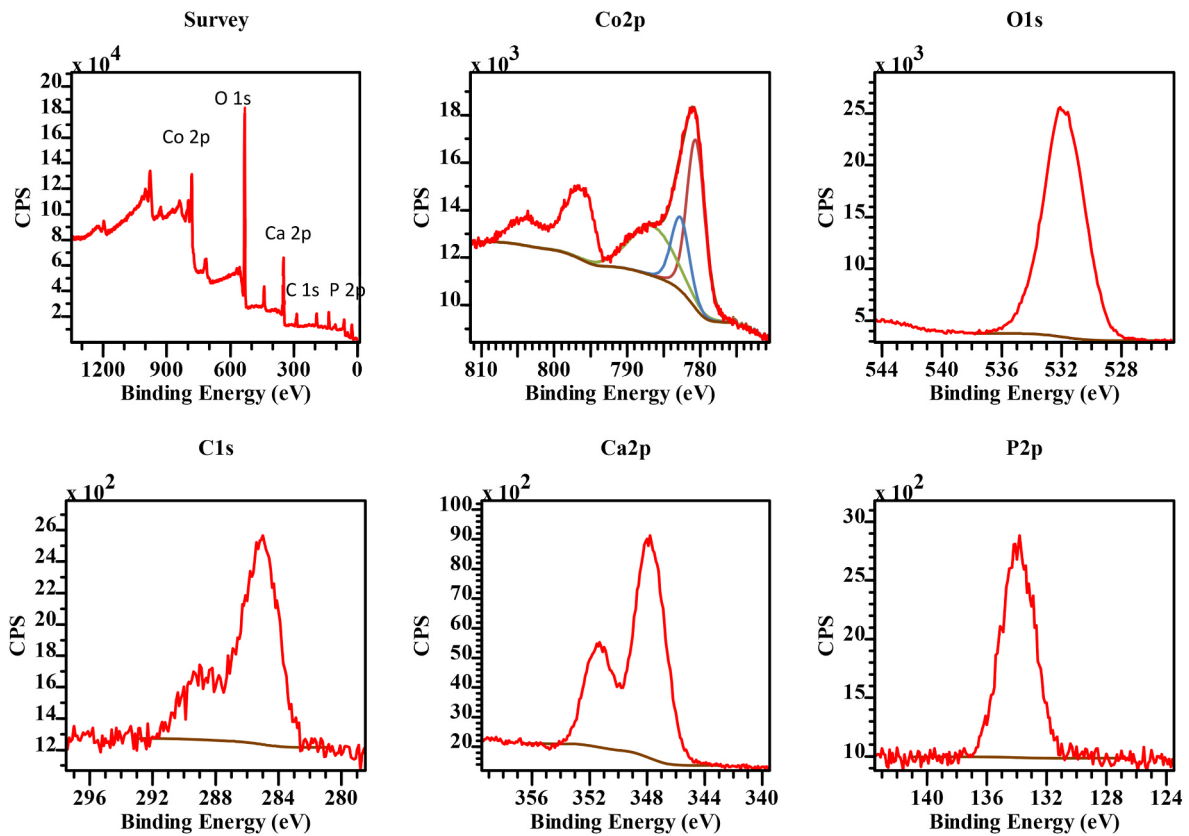 Survey
x 10^4
20
18
16
14
12
10
8
6
4
2
CPS
O 1s
Co 2p
Ca 2p
C 1s P 2p
1200 900 600 300 0
Binding Energy (eV)
Co2p
x 10^3
18
16
14
12
10
CPS
810 800 790 780
Binding Energy (eV)
O1s
x 10^3
25
20
15
10
5
CPS
544 540 536 532 528
Binding Energy (eV)
C1s
x 10^2
26
24
22
20
18
16
14
12
CPS
296 292 288 284 280
Binding Energy (eV)
Ca2p
x 10^2
100
90
80
70
60
50
40
30
20
CPS
356 352 348 344 340
Binding Energy (eV)
P2p
x 10^2
30
20
15
10
CPS
140 136 132 128 124
Binding Energy (eV)